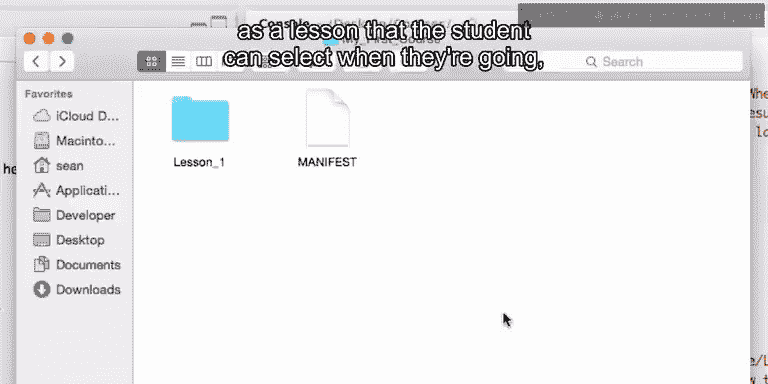 as a lesson that the student
can select when they're going,
My_First_Course
Search
Favorites
iCloud D...
Macinto...
sean
Applicati...
Developer
Desktop
Documents
Downloads
Lesson_1
MANIFEST